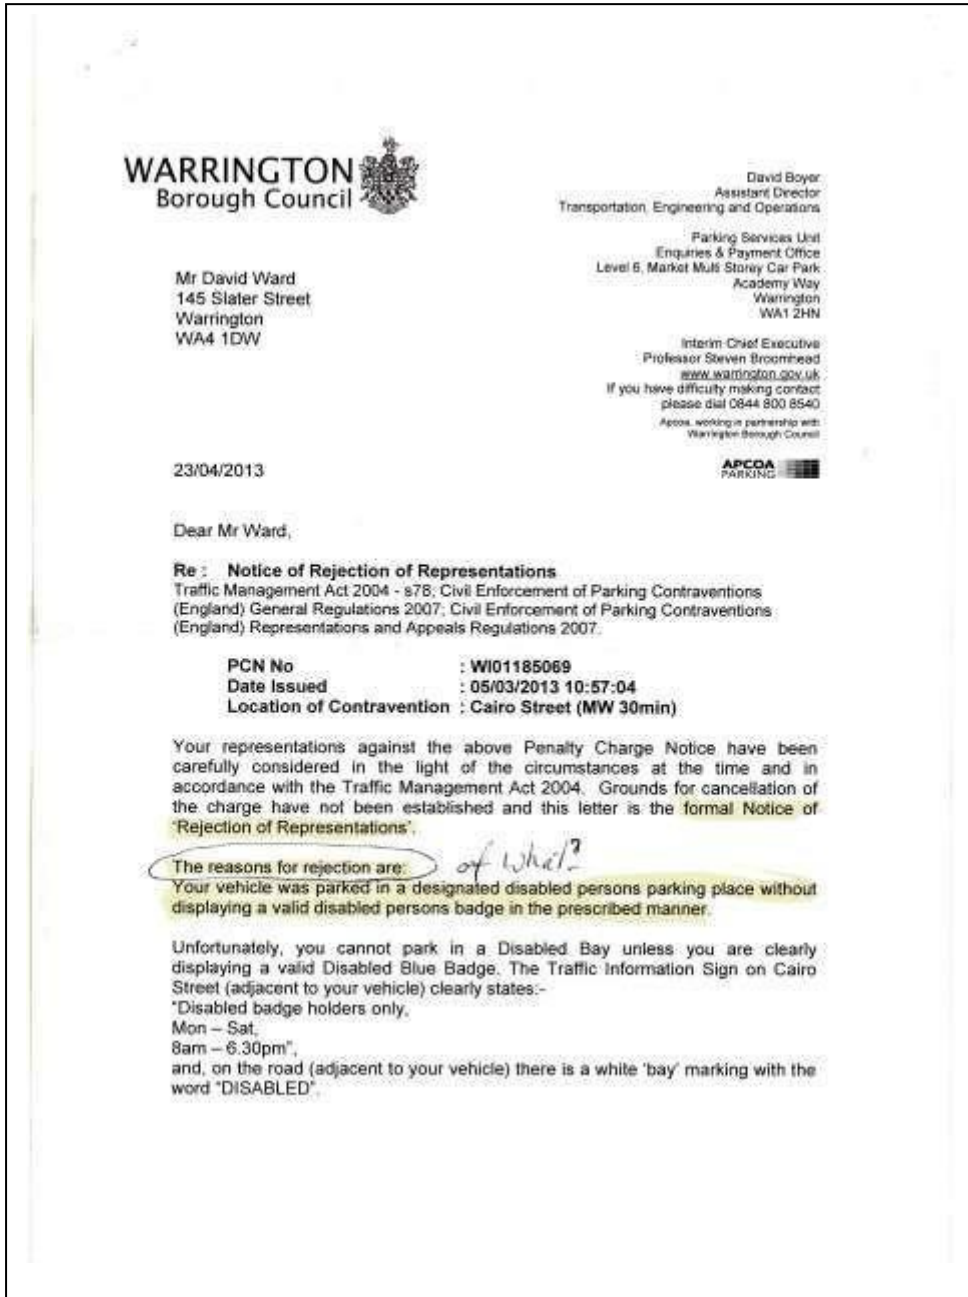 WARRINGTON
Borough Council
David Boyer
Assistant Director
Transportation, Engineering and Operations
Parking Services Unit
Enquiries & Payment Office
Level 6, Market Multi Storey Car Park
Academy Way
Warrington
WA1 2HN
Mr David Ward
145 Slater Street
Warrington
WA4 1DW
Interim Chief Executive
Professor Steven Broomhead
www.warrington.gov.uk
If you have difficulty making contact
please dial 0844 800 8540
Apcoa, working in partnership with
Warrington Borough Council
APCOA
PARKING
23/04/2013
Dear Mr Ward,
Re : Notice of Rejection of Representations
Traffic Management Act 2004 - s78; Civil Enforcement of Parking Contraventions
(England) General Regulations 2007; Civil Enforcement of Parking Contraventions
(England) Representations and Appeals Regulations 2007.
PCN No : WI01185069
Date Issued : 05/03/2013 10:57:04
Location of Contravention : Cairo Street (MW 30min)
Your representations against the above Penalty Charge Notice have been
carefully considered in the light of the circumstances at the time and in
accordance with the Traffic Management Act 2004. Grounds for cancellation of
the charge have not been established and this letter is the formal Notice of
'Rejection of Representations'.
The reasons for rejection are: of what?
Your vehicle was parked in a designated disabled persons parking place without
displaying a valid disabled persons badge in the prescribed manner.
Unfortunately, you cannot park in a Disabled Bay unless you are clearly
displaying a valid Disabled Blue Badge. The Traffic Information Sign on Cairo
Street (adjacent to your vehicle) clearly states:-
"Disabled badge holders only,
Mon – Sat,
8am – 6.30pm",
and, on the road (adjacent to your vehicle) there is a white 'bay' marking with the
word "DISABLED".